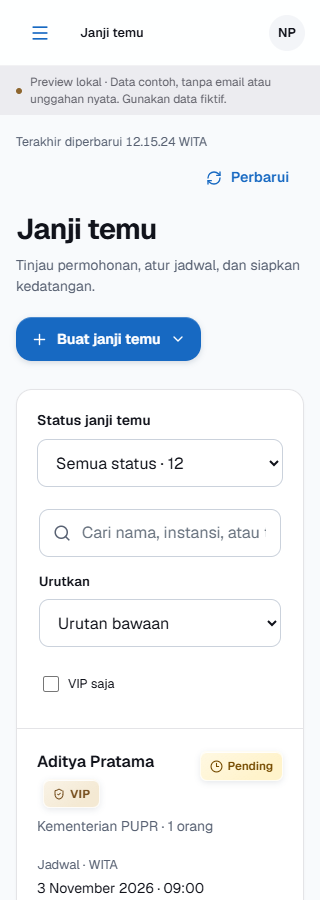 Janji temu
NP
Preview lokal · Data contoh, tanpa email atau
unggahan nyata. Gunakan data fiktif.
Terakhir diperbarui 12.15.24 WITA
Perbarui
Janji temu
Tinjau permohonan, atur jadwal, dan siapkan
kedatangan.
Buat janji temu
Status janji temu
Semua status · 12
Cari nama, instansi, atau
Urutkan
Urutan bawaan
VIP saja
Aditya Pratama
Pending
VIP
Kementerian PUPR · 1 orang
Jadwal · WITA
3 November 2026 · 09:00